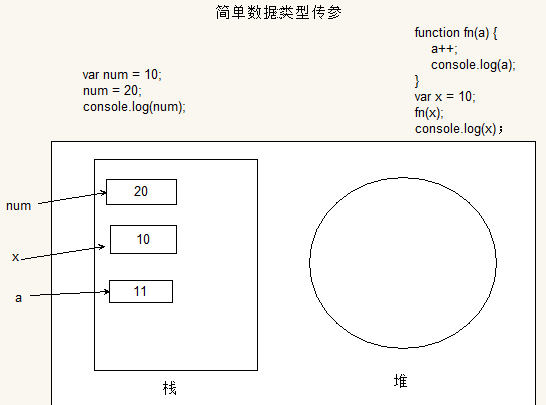 简单数据类型传参
var num = 10;
num = 20;
console.log(num);
function fn(a) {
a++;
console.log(a);
}
var x = 10;
fn(x);
console.log(x)；
num
20
x
10
a
11
栈
堆